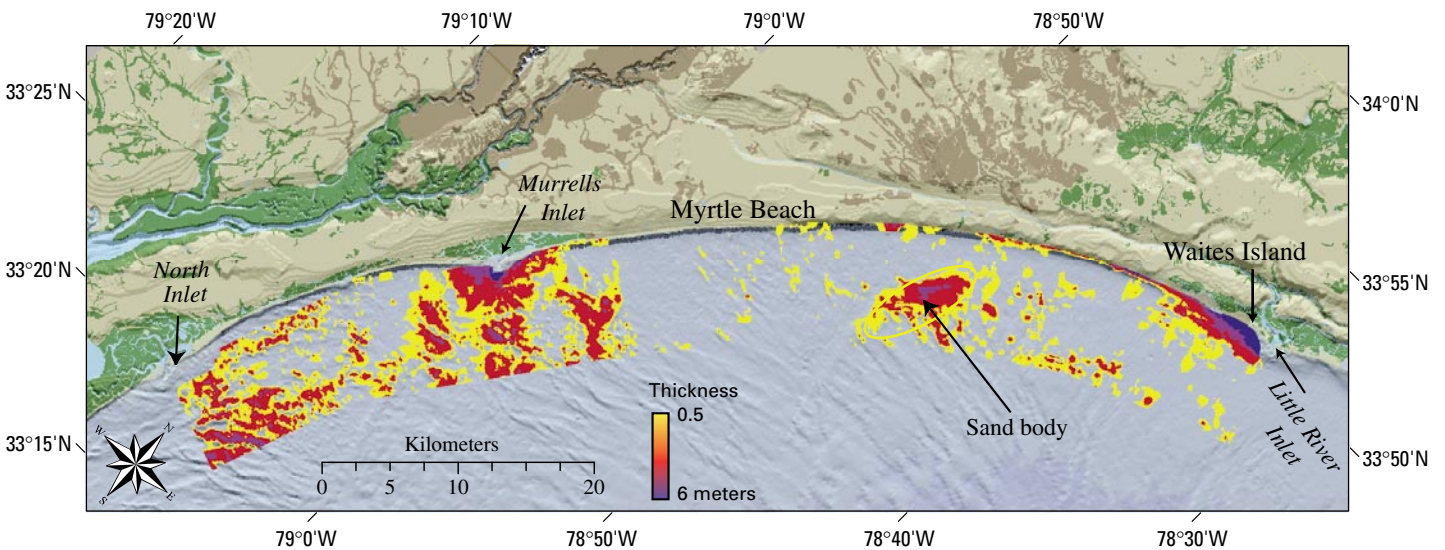 79°20'W 79°10'W 79°0'W 78°50'W
33°25'N
34°0'N
Murrells
Inlet
Myrtle Beach
Waites Island
North
Inlet
33°20'N
33°55'N
Thickness
0.5
6 meters
Sand body
Little River
Inlet
33°15'N
33°50'N
W N
S E
Kilometers
0 5 10 20
79°0'W 78°50'W 78°40'W 78°30'W